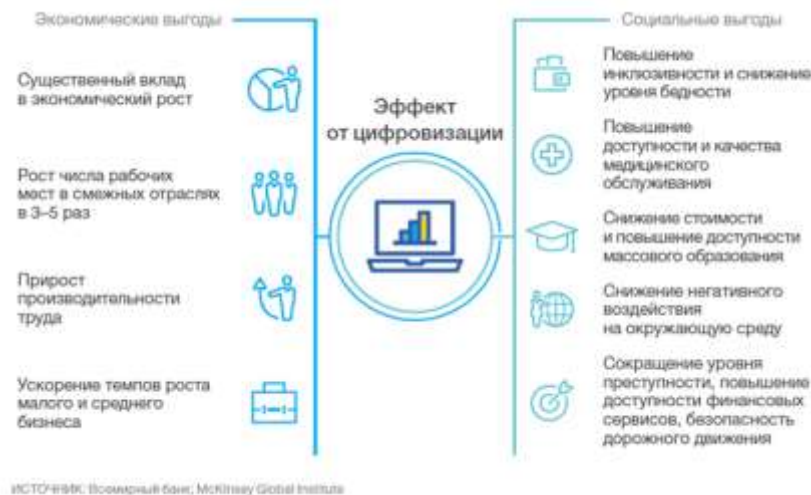 Экономические выгоды
Существенный вклад
в экономический рост
Рост числа рабочих
мест в смежных отраслях
в 3–5 раз
Прирост
производительности
труда
Ускорение темпов роста
малого и среднего
бизнеса
Эффект
от цифровизации
Социальные выгоды
Повышение
инклюзивности и снижение
уровня бедности
Повышение
доступности и качества
медицинского
обслуживания
Снижение стоимости
и повышение доступности
массового образования
Снижение негативного
воздействия
на окружающую среду
Сокращение уровня
преступности, повышение
доступности финансовых
сервисов, безопасность
дорожного движения
ИСТОЧНИК: Всемирный банк; McKinsey Global Institute